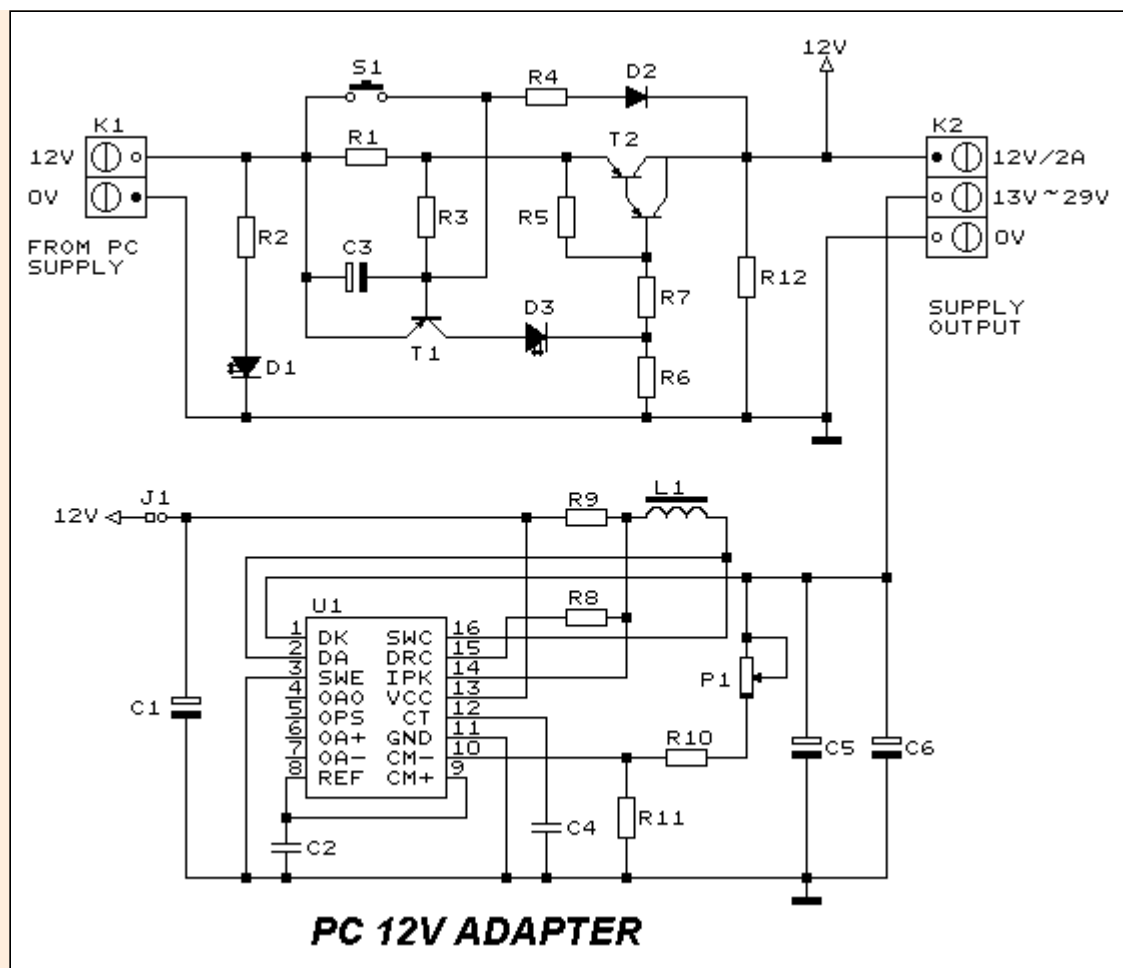 12V
S1
R4
D2
K1
R1
T2
K2
12V
12V/2A
0V
13V~29V
R2
R3
R5
0V
FROM PC
SUPPLY
C3
R7
R12
SUPPLY
OUTPUT
D3
T1
D1
R6
12V
J1
R9
L1
R8
U1
1 DK SWC 16
2 DA DRC 15
3 SWE IPK 14
4 OAO VCC 13
5 OPS CT 12
6 OA+ GND 11
7 OA- CM- 10
8 REF CM+ 9
P1
C1
R10
C5
C6
R11
C4
C2
PC 12V ADAPTER